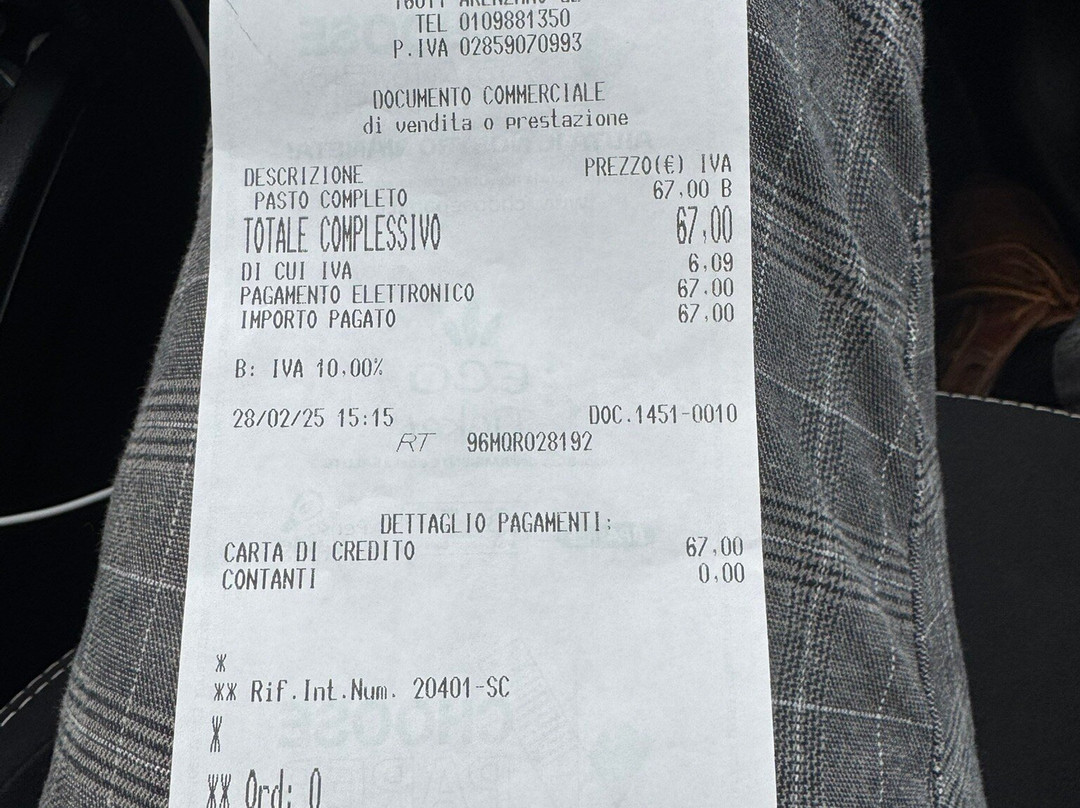 16011 ARENZANO GE
TEL 0109881350
P.IVA 02859070993
DOCUMENTO COMMERCIALE
di vendita o prestazione
DESCRIZIONE PREZZO(€) IVA
PASTO COMPLETO 67,00 B
TOTALE COMPLESSIVO 67,00
DI CUI IVA 6,09
PAGAMENTO ELETTRONICO 67.00
IMPORTO PAGATO 67,00
B: IVA 10,00%
28/02/25 15:15 DOC.1451-0010
RT 96MQR028192
DETTAGLIO PAGAMENTI:
CARTA DI CREDITO 67,00
CONTANTI 0,00
*
** Rif.Int.Num. 20401-SC
*
** Ord: 0